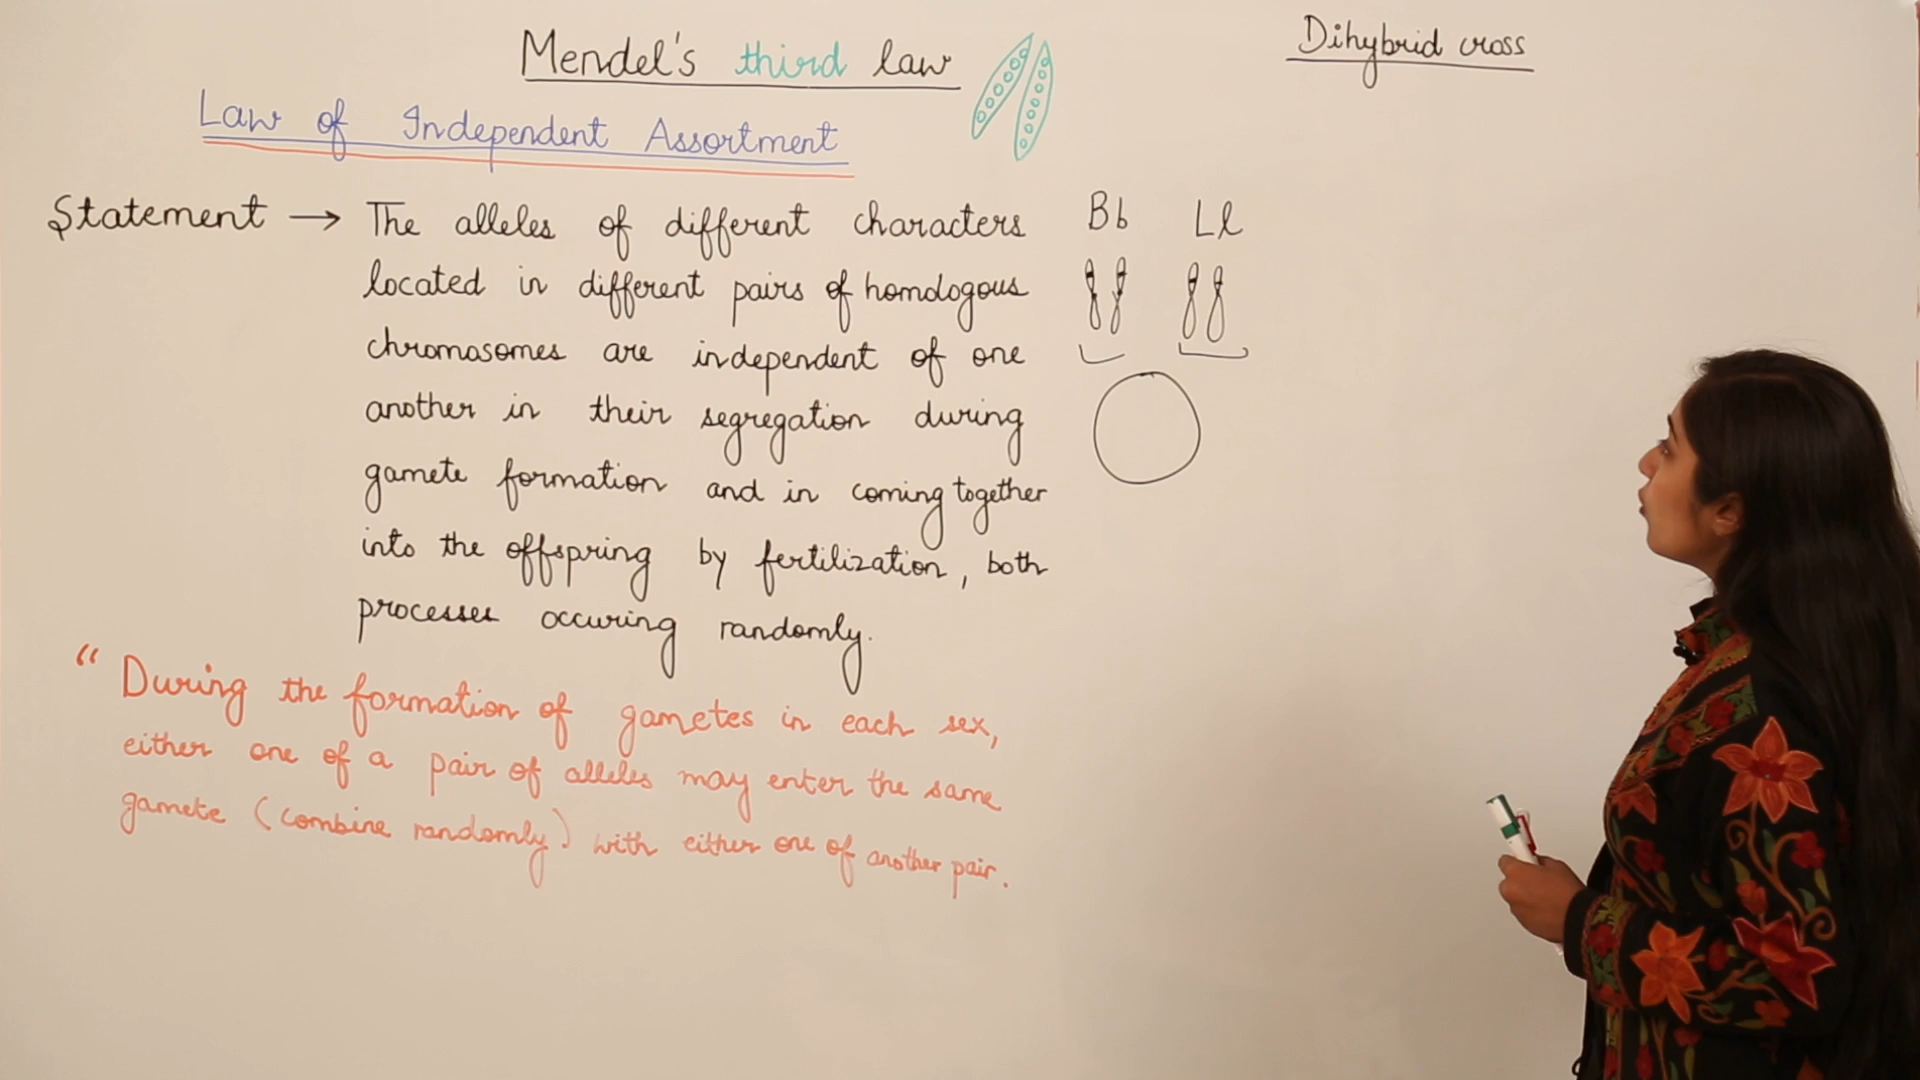 Mendel's third law
Dihybrid cross
Law of Independent Assortment
Statement → The alleles of different characters
located in different pairs of homologous
chromosomes are independent of one
another in their segregation during
gamete formation and in coming together
into the offspring by fertilization, both
processes occuring randomly.
Bb Ll
“ During the formation of gametes in each sex,
either one of a pair of alleles may enter the same
gamete (combine randomly) with either one of another pair.